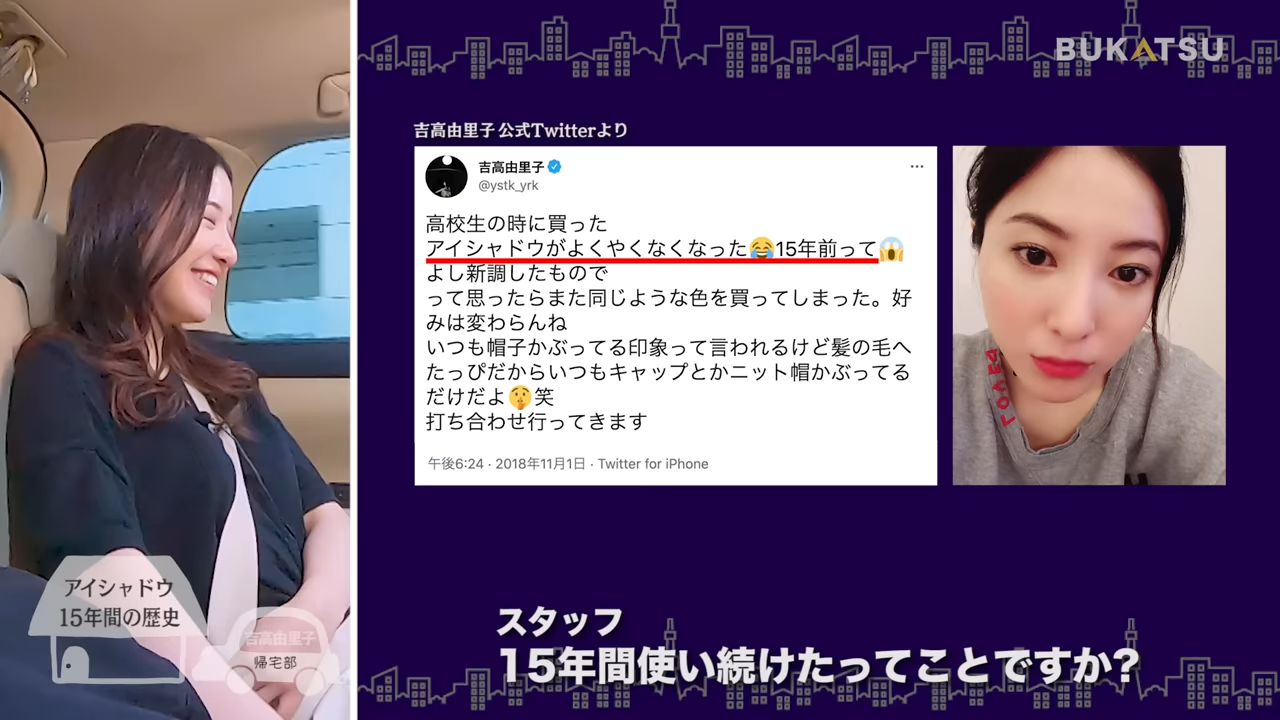 BUKATSU
吉高由里子 公式Twitterより
吉高由里子
@ystk_yrk
高校生の時に買った
アイシャドウがよくやくなくなった😂15年前って😱
よし新調したもので
って思ったらまた同じような色を買ってしまった。好
みは変わらんね
いつも帽子かぶってる印象って言われるけど髪の毛へ
たっぴだからいつもキャップとかニット帽かぶってる
だけだよ🤫笑
打ち合わせ行ってきます
午後6:24 · 2018年11月1日 · Twitter for iPhone
LOVER
アイシャドウ
15年間の歴史
吉高由里子
帰宅部
スタッフ
15年間使い続けたってことですか?